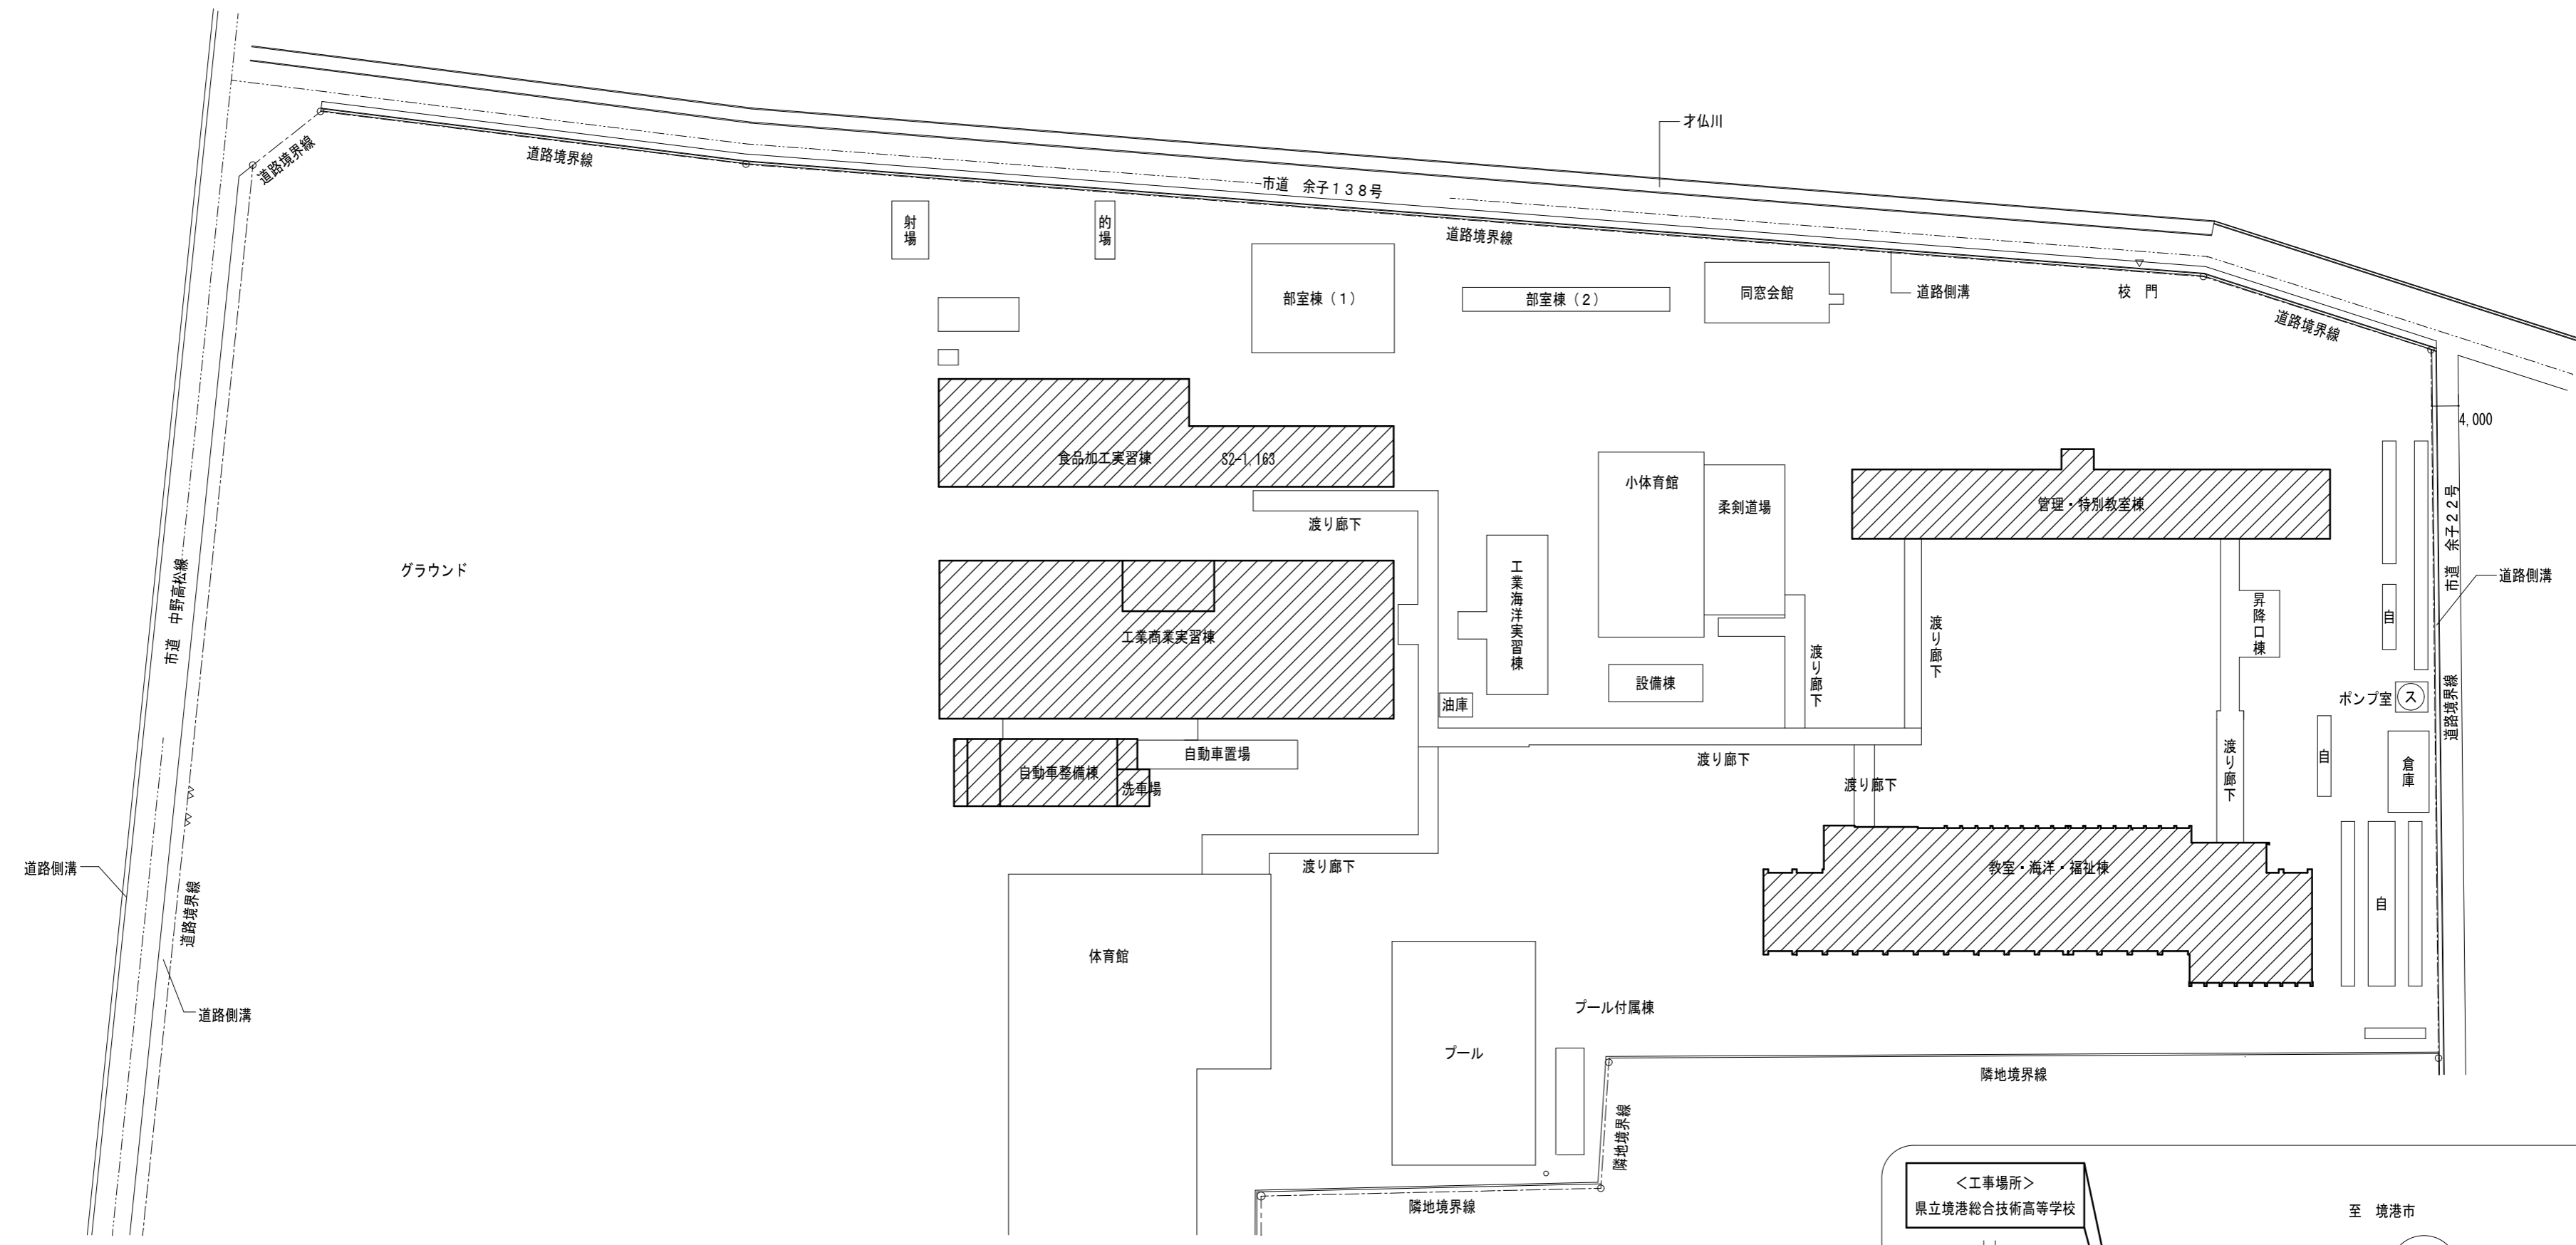 才仏川
道路境界線
道路境界線
市道　余子１３８号
道路境界線
道路側溝
校　門
道路境界線
射場
的場
部室棟（１）
部室棟（２）
同窓会館
4,000
食品加工実習棟
S2-1,163
渡り廊下
小体育館
柔剣道場
管理・特別教室棟
市道　余子２２号
道路側溝
グラウンド
市道　中野高松線
工業商業実習棟
工業海洋実習棟
渡り廊下
渡り廊下
昇降口棟
自
設備棟
油庫
ポンプ室
ス
道路境界線
自動車整備棟
自動車置場
洗車場
渡り廊下
渡り廊下
渡り廊下
自
倉庫
道路側溝
道路境界線
渡り廊下
教室・海洋・福祉棟
自
体育館
道路側溝
プール
プール付属棟
隣地境界線
隣地境界線
隣地境界線
＜工事場所＞
県立境港総合技術高等学校
至　境港市